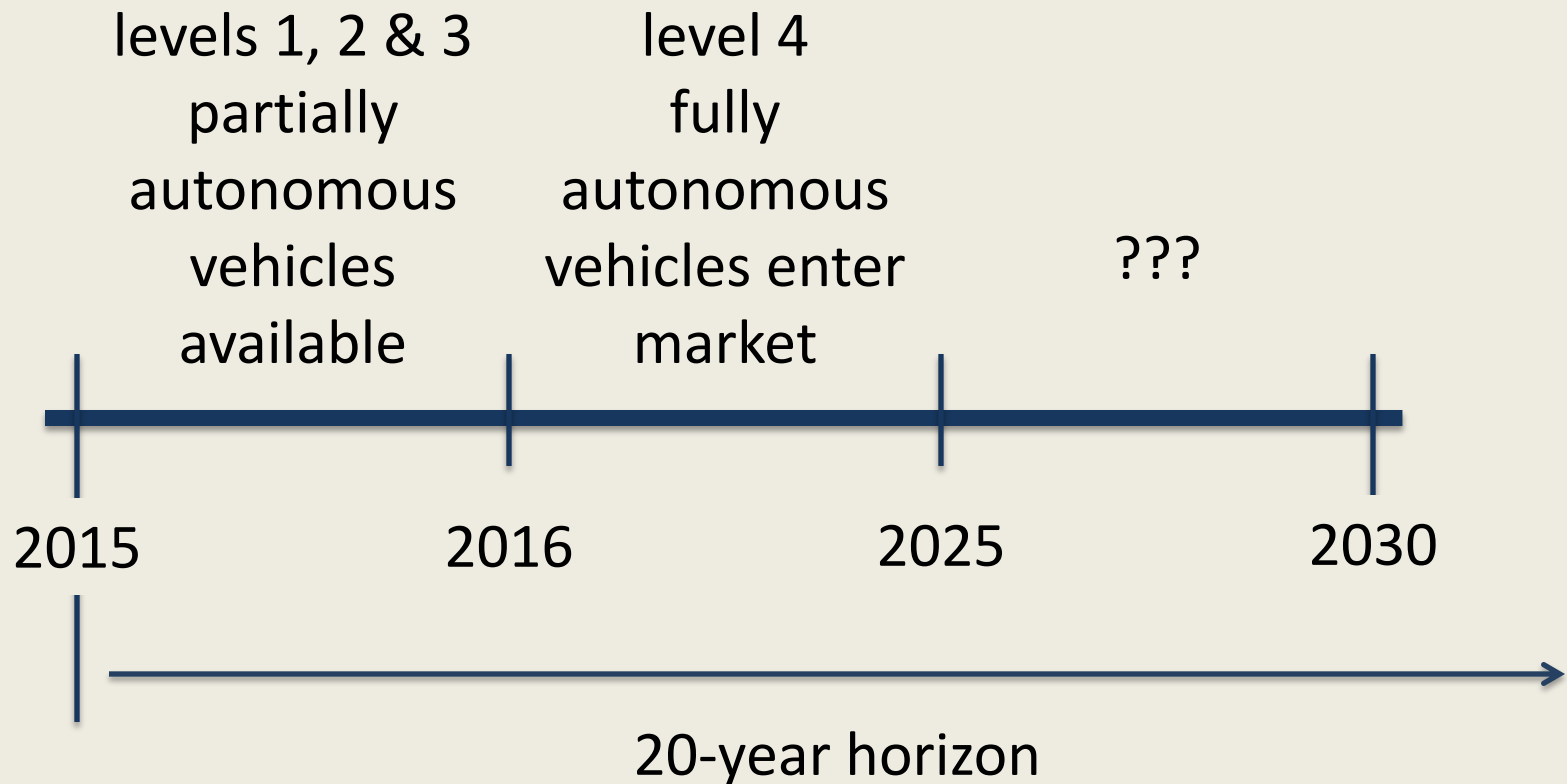 levels 1, 2 & 3
partially
autonomous
vehicles
available
level 4
fully
autonomous
vehicles enter
market
???
2015
2016
2025
2030
20-year horizon